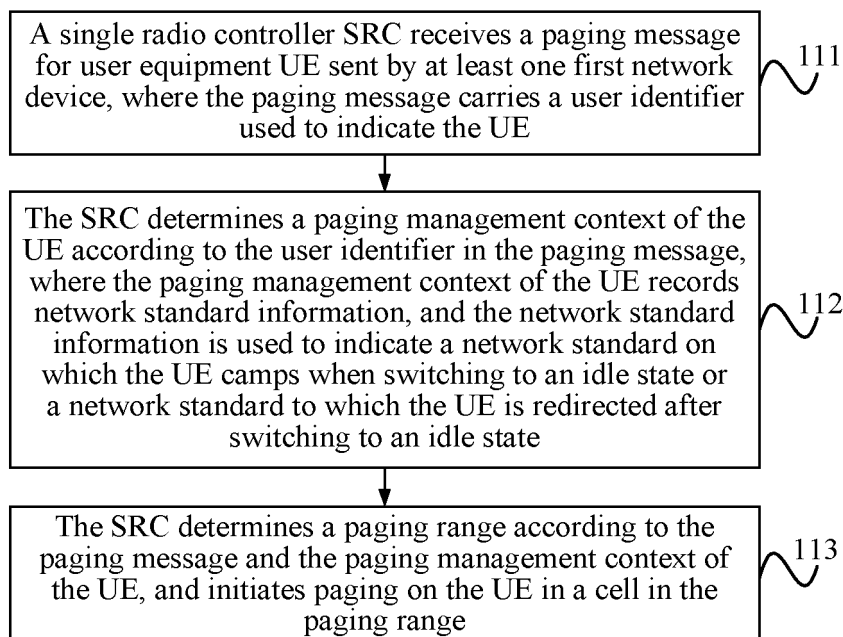 A single radio controller SRC receives a paging message
for user equipment UE sent by at least one first network
device, where the paging message carries a user identifier
used to indicate the UE
111
The SRC determines a paging management context of the
UE according to the user identifier in the paging message,
where the paging management context of the UE records
network standard information, and the network standard
information is used to indicate a network standard on
which the UE camps when switching to an idle state or
a network standard to which the UE is redirected after
switching to an idle state
112
The SRC determines a paging range according to the
paging message and the paging management context of
the UE, and initiates paging on the UE in a cell in the
paging range
113